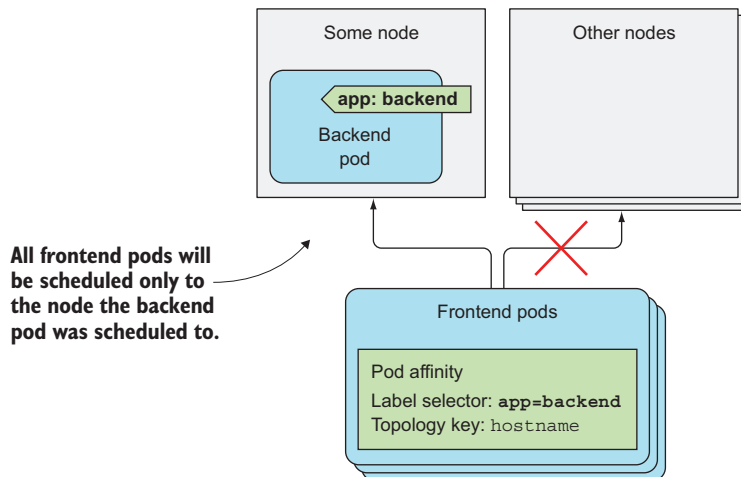 Some node
Other nodes
app: backend
Backend
pod
All frontend pods will
be scheduled only to
the node the backend
pod was scheduled to.
Frontend pods
Pod affinity
Label selector: app=backend
Topology key: hostname